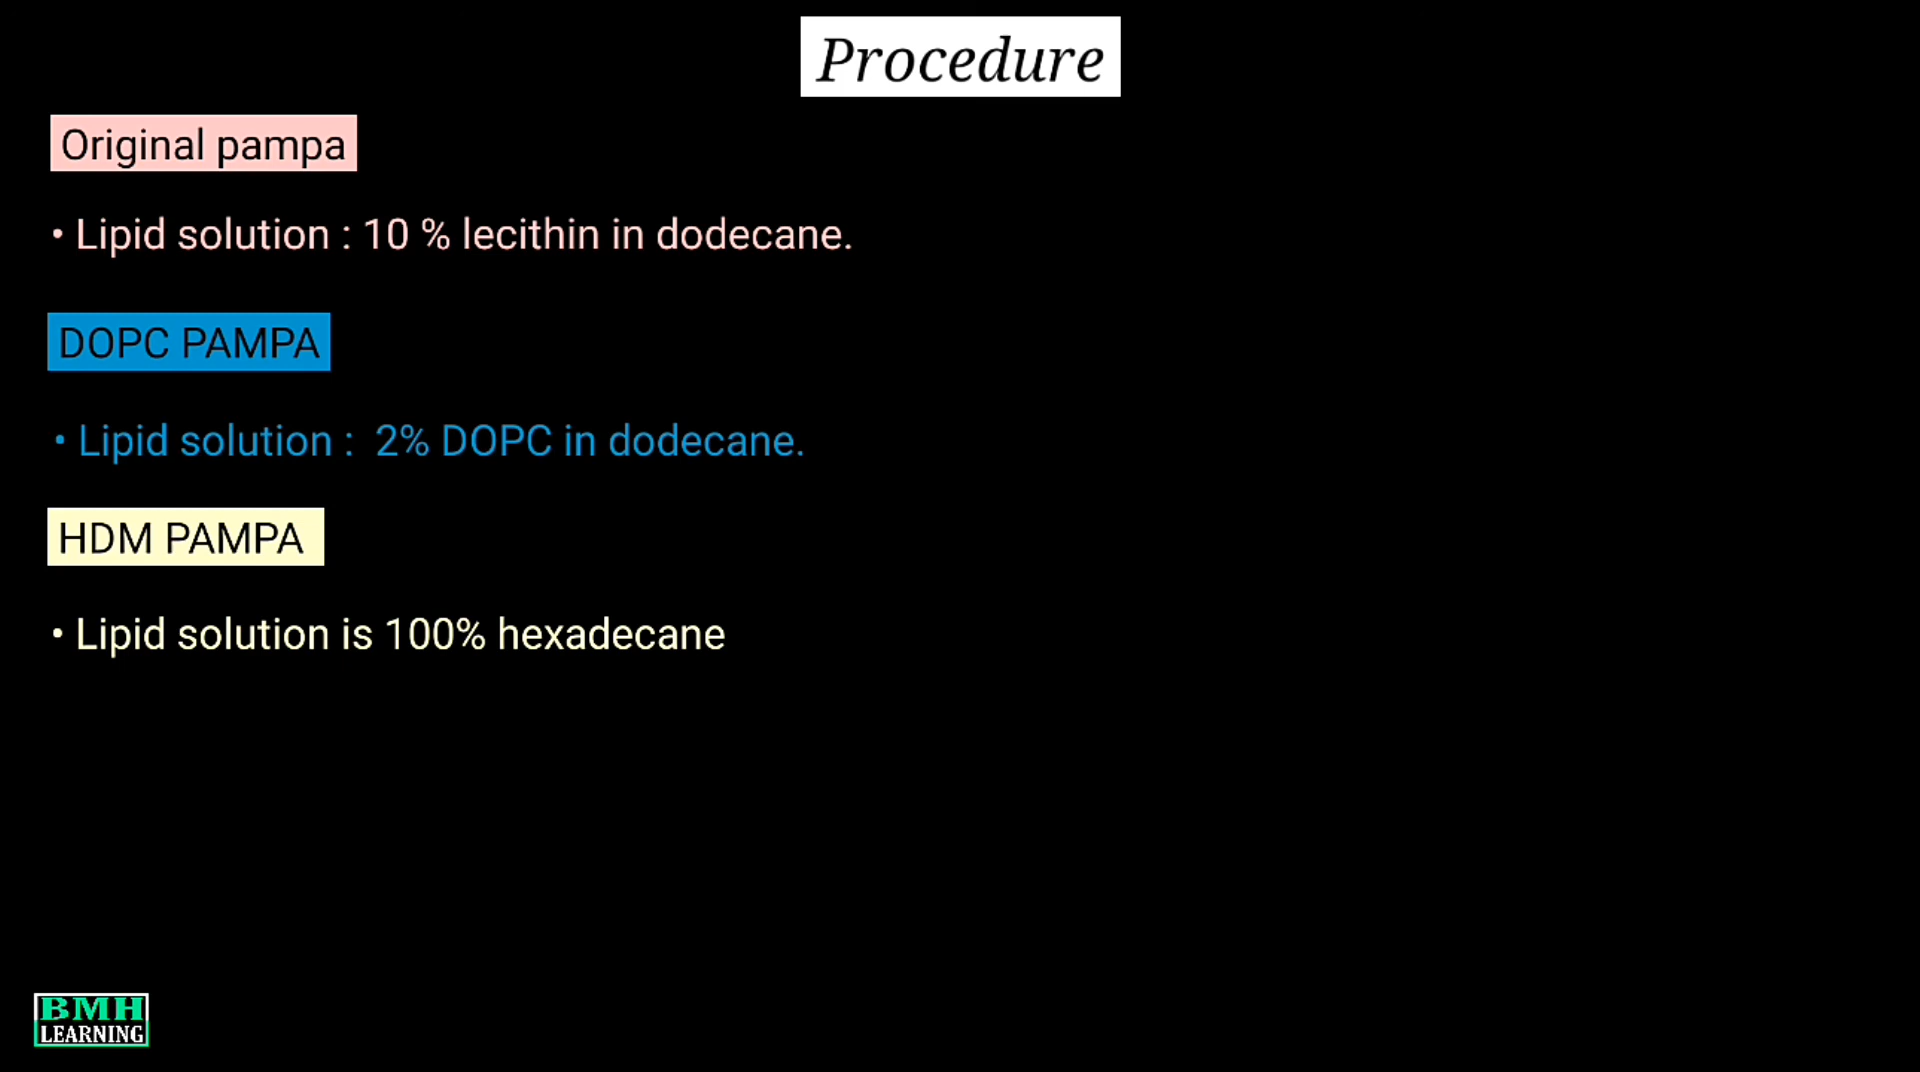 Procedure
Original pampa
• Lipid solution : 10 % lecithin in dodecane.
DOPC PAMPA
• Lipid solution :  2% DOPC in dodecane.
HDM PAMPA
• Lipid solution is 100% hexadecane
BMH
LEARNING